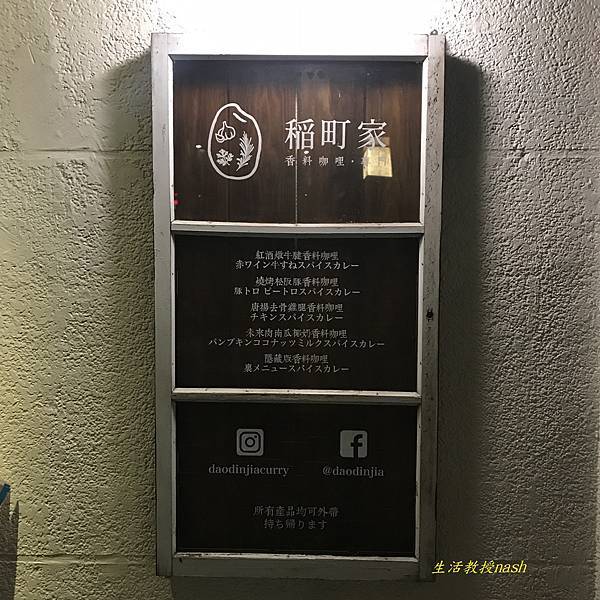 稲町家
香料咖哩・
紅酒燉牛腱香料咖哩
赤ワイン牛すねスパイスカレー
燒烤松阪豚香料咖哩
豚トロ ビートロスパイスカレー
唐揚去骨雞腿香料咖哩
チキンスパイスカレー
未來肉南瓜椰奶香料咖哩
パンプキンココナッツミルクスパイスカレー
隱藏版香料咖哩
裏メニュースパイスカレー
daodinjiacurry
@daodinjia
所有產品均可外帶
持ち帰ります
生活教授nash